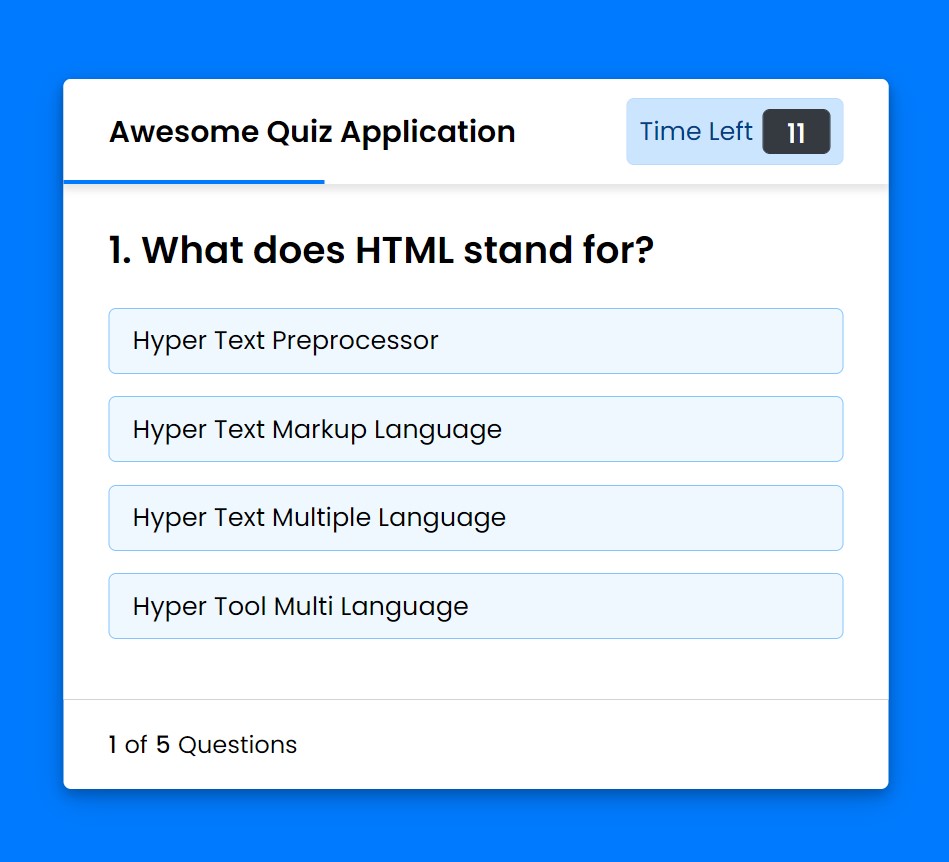 Awesome Quiz Application
Time Left 11
1. What does HTML stand for?
Hyper Text Preprocessor
Hyper Text Markup Language
Hyper Text Multiple Language
Hyper Tool Multi Language
1 of 5 Questions